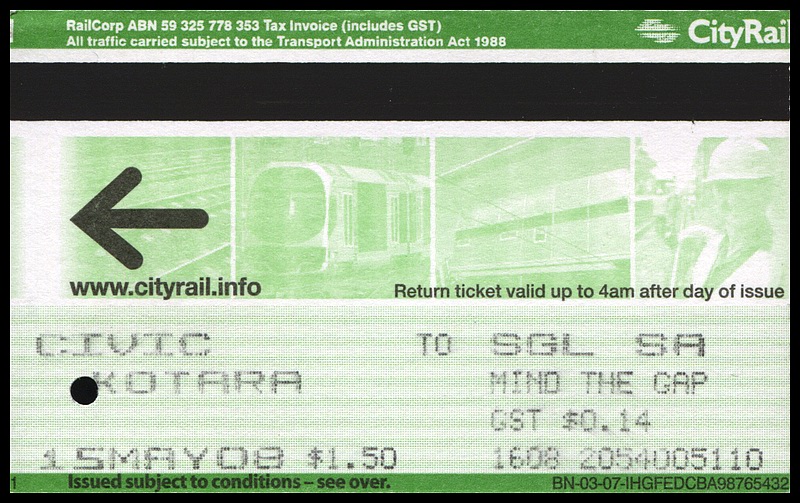 RailCorp ABN 59 325 778 353 Tax Invoice (includes GST)
All traffic carried subject to the Transport Administration Act 1988
CityRail
www.cityrail.info
Return ticket valid up to 4am after day of issue
CIVIC TO SGL SA
KOTARA MIND THE GAP
GST $0.14
15MAY08 $1.50 1608 2054005110
1 Issued subject to conditions – see over. BN-03-07-IHGFEDCBA98765432